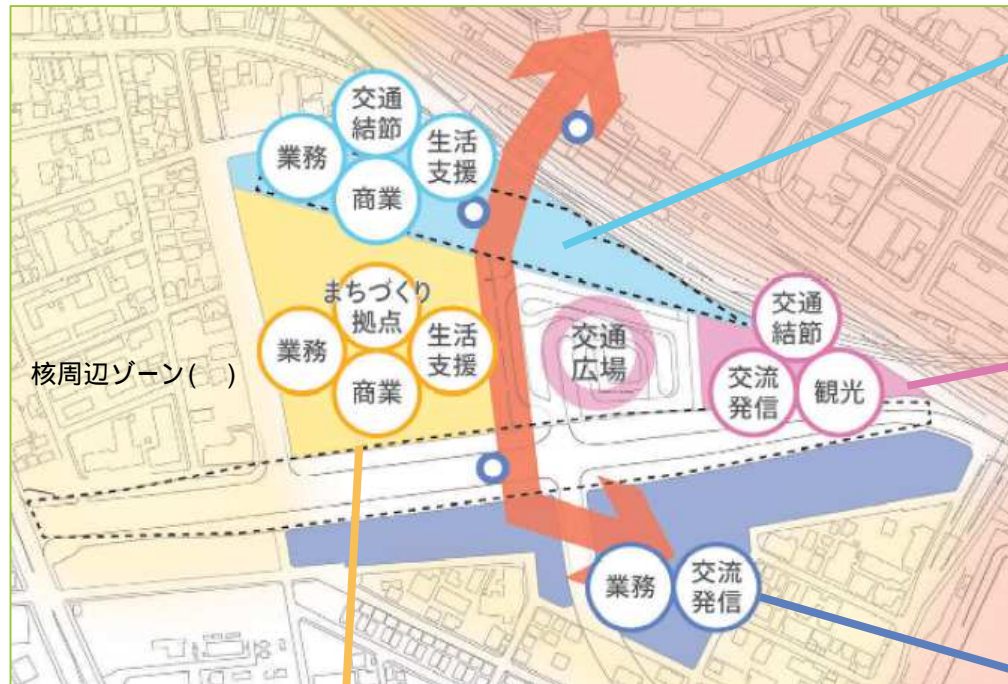 交通
結節
業務
生活
支援
商業
まちづくり
拠点
業務
生活
支援
商業
核周辺ゾーン(　)
交通
広場
交通
結節
交流
発信
観光
業務
交流
発信